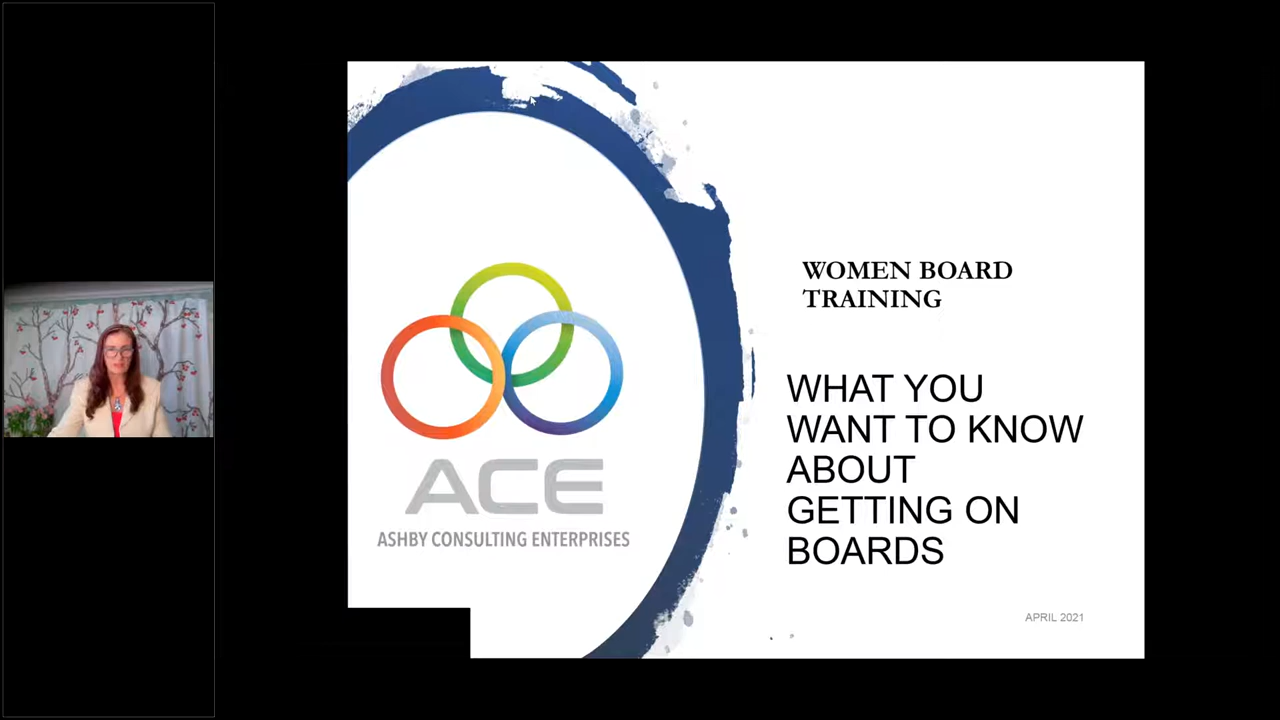 WOMEN BOARD
TRAINING
WHAT YOU
WANT TO KNOW
ABOUT
GETTING ON
BOARDS
ACE
ASHBY CONSULTING ENTERPRISES
APRIL 2021